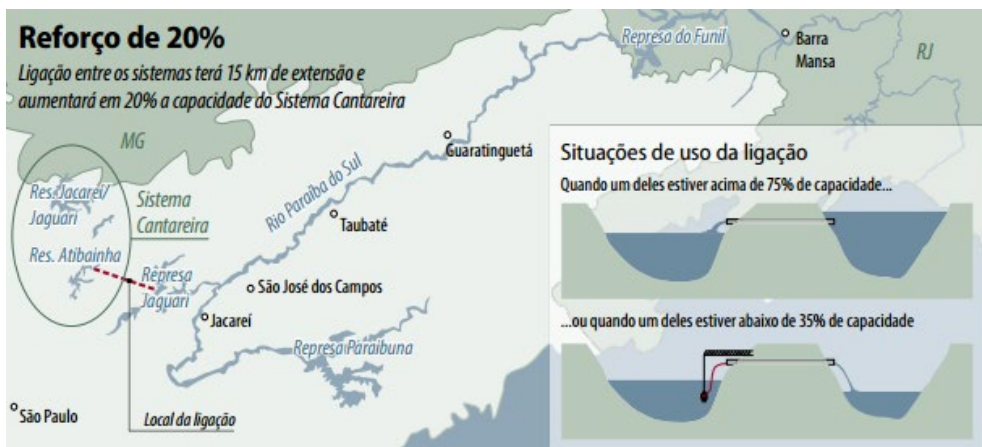 Reforço de 20%
Ligação entre os sistemas terá 15 km de extensão e
aumentará em 20% a capacidade do Sistema Cantareira
Represa do Funil
Barra
Mansa
RJ
MG
Guaratinguetá
Rio Paraíba do Sul
Taubaté
Res. Jacareí/
Jaguari
Sistema
Cantareira
Res. Atibainha
Represa
Jaguari
São José dos Campos
Jacareí
Represa Paraibuna
São Paulo
Local da ligação
Situações de uso da ligação
Quando um deles estiver acima de 75% de capacidade...
...ou quando um deles estiver abaixo de 35% de capacidade